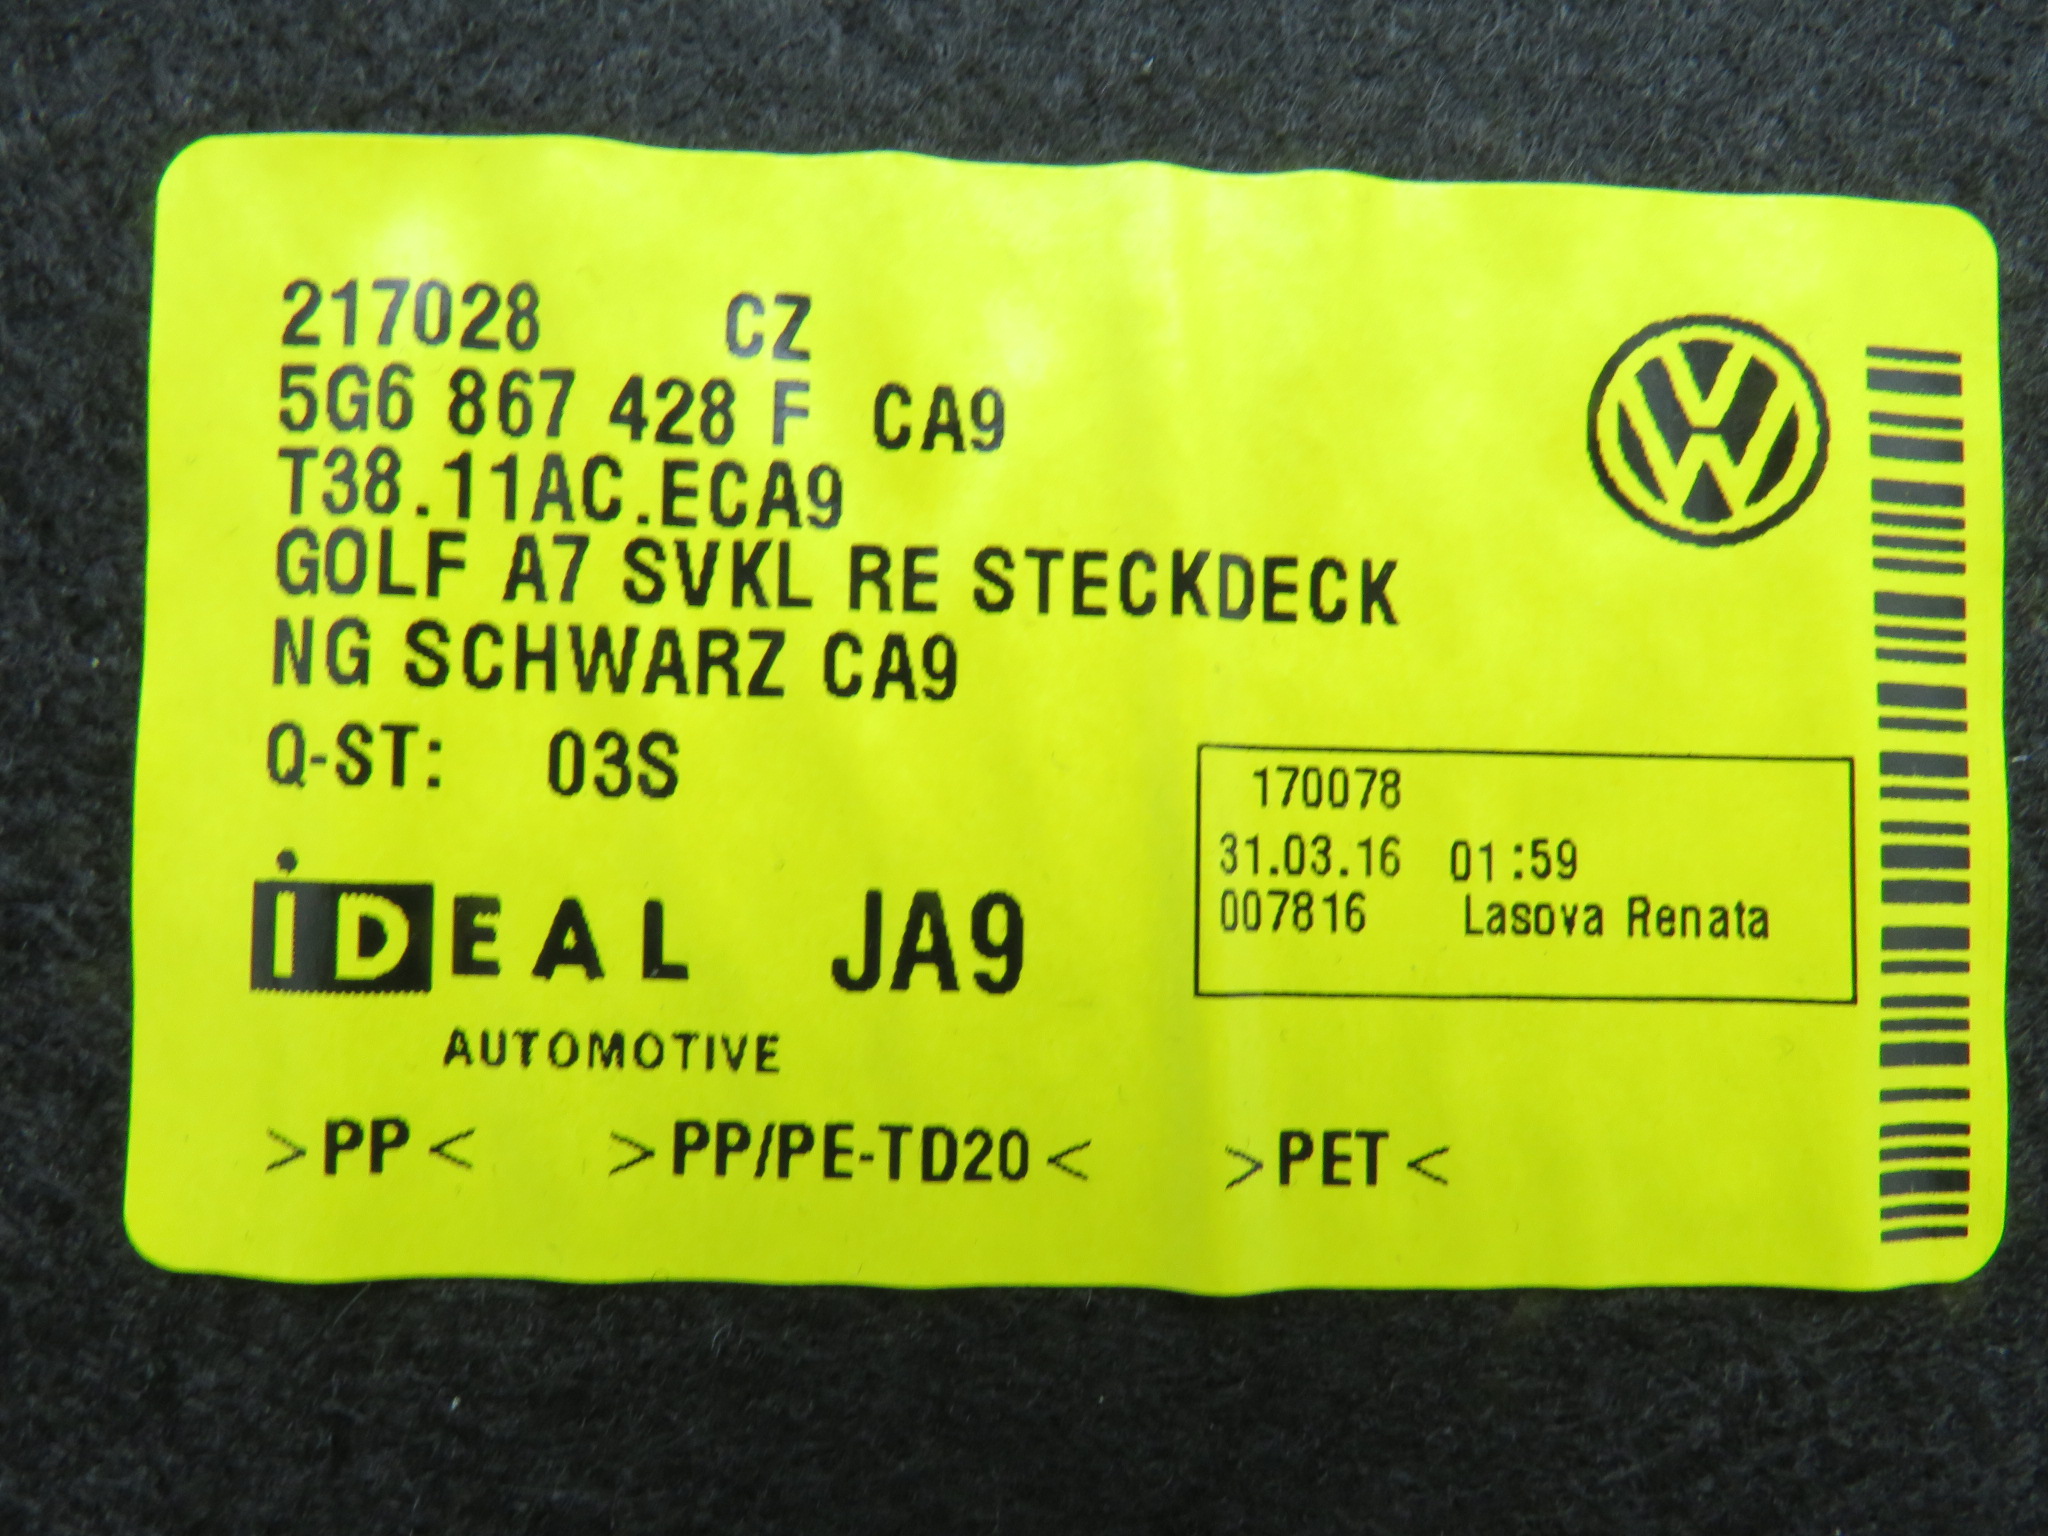 217028 CZ
5G6 867 428 F CA9
T38.11AC.ECA9
GOLF A7 SVKL RE STECKDECK
NG SCHWARZ CA9
Q-ST: 03S
170078
31.03.16 01:59
007816 Lasova Renata
iDEAL JA9
AUTOMOTIVE
>PP< >PP/PE-TD20< >PET<